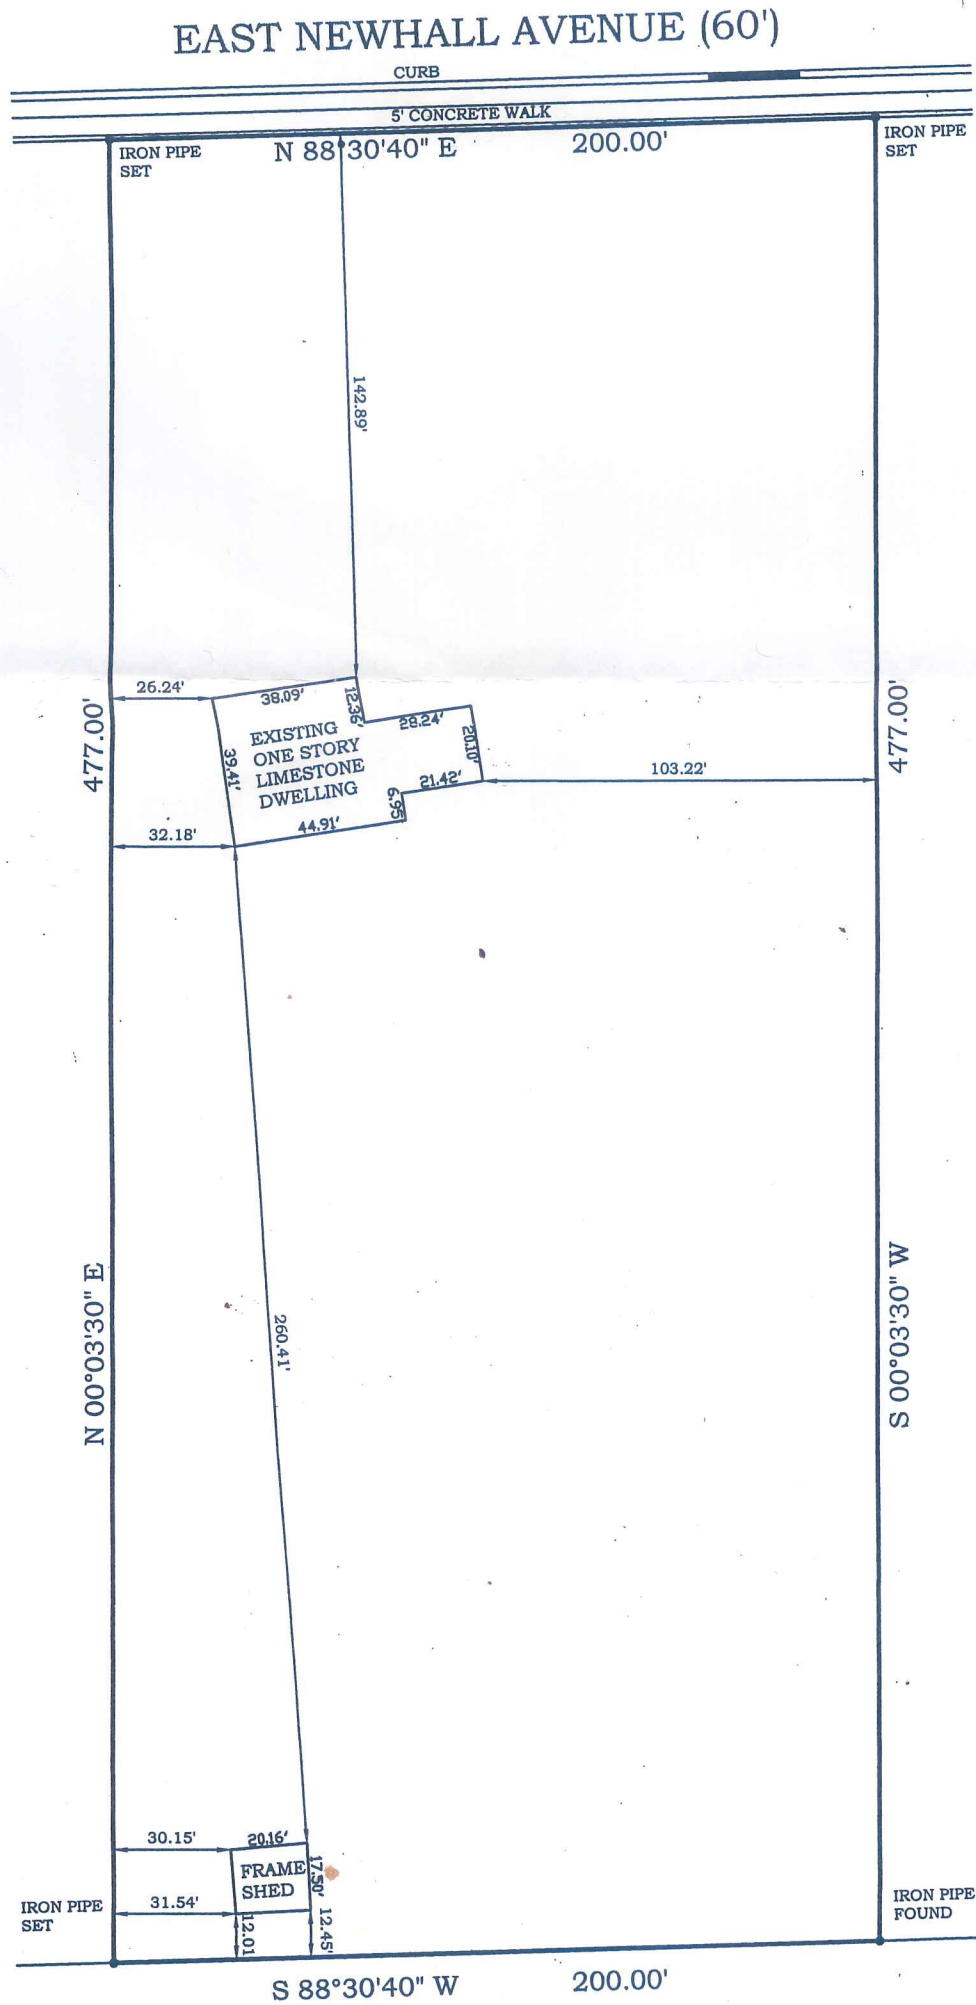 EAST NEWHALL AVENUE (60')
CURB
5' CONCRETE WALK
IRON PIPE
SET
N 88°30'40" E 200.00'
IRON PIPE
SET
142.89'
26.24'
38.09'
12.36'
28.24'
20.10'
477.00'
477.00'
EXISTING
ONE STORY
LIMESTONE
DWELLING
39.41'
21.42'
103.22'
6.95
44.91'
32.18'
N 00°03'30" E
S 00°03'30" W
260.41'
30.15'
20.16'
FRAME
SHED
17.50'
31.54'
12.01
12.45'
IRON PIPE
SET
IRON PIPE
FOUND
S 88°30'40" W 200.00'